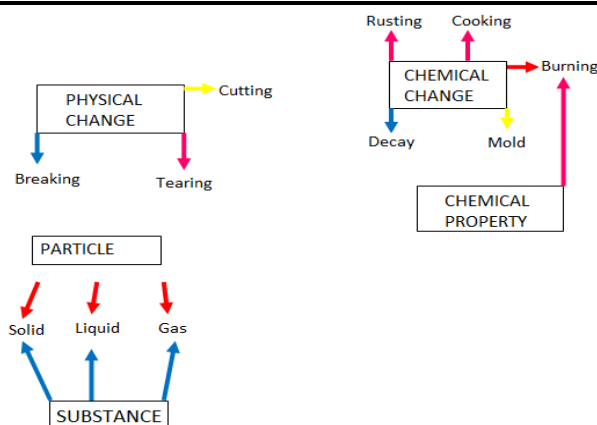 Rusting Cooking
CHEMICAL
CHANGE
Burning
Decay
Mold
PHYSICAL
CHANGE
Cutting
Breaking
Tearing
CHEMICAL
PROPERTY
PARTICLE
Solid Liquid Gas
SUBSTANCE